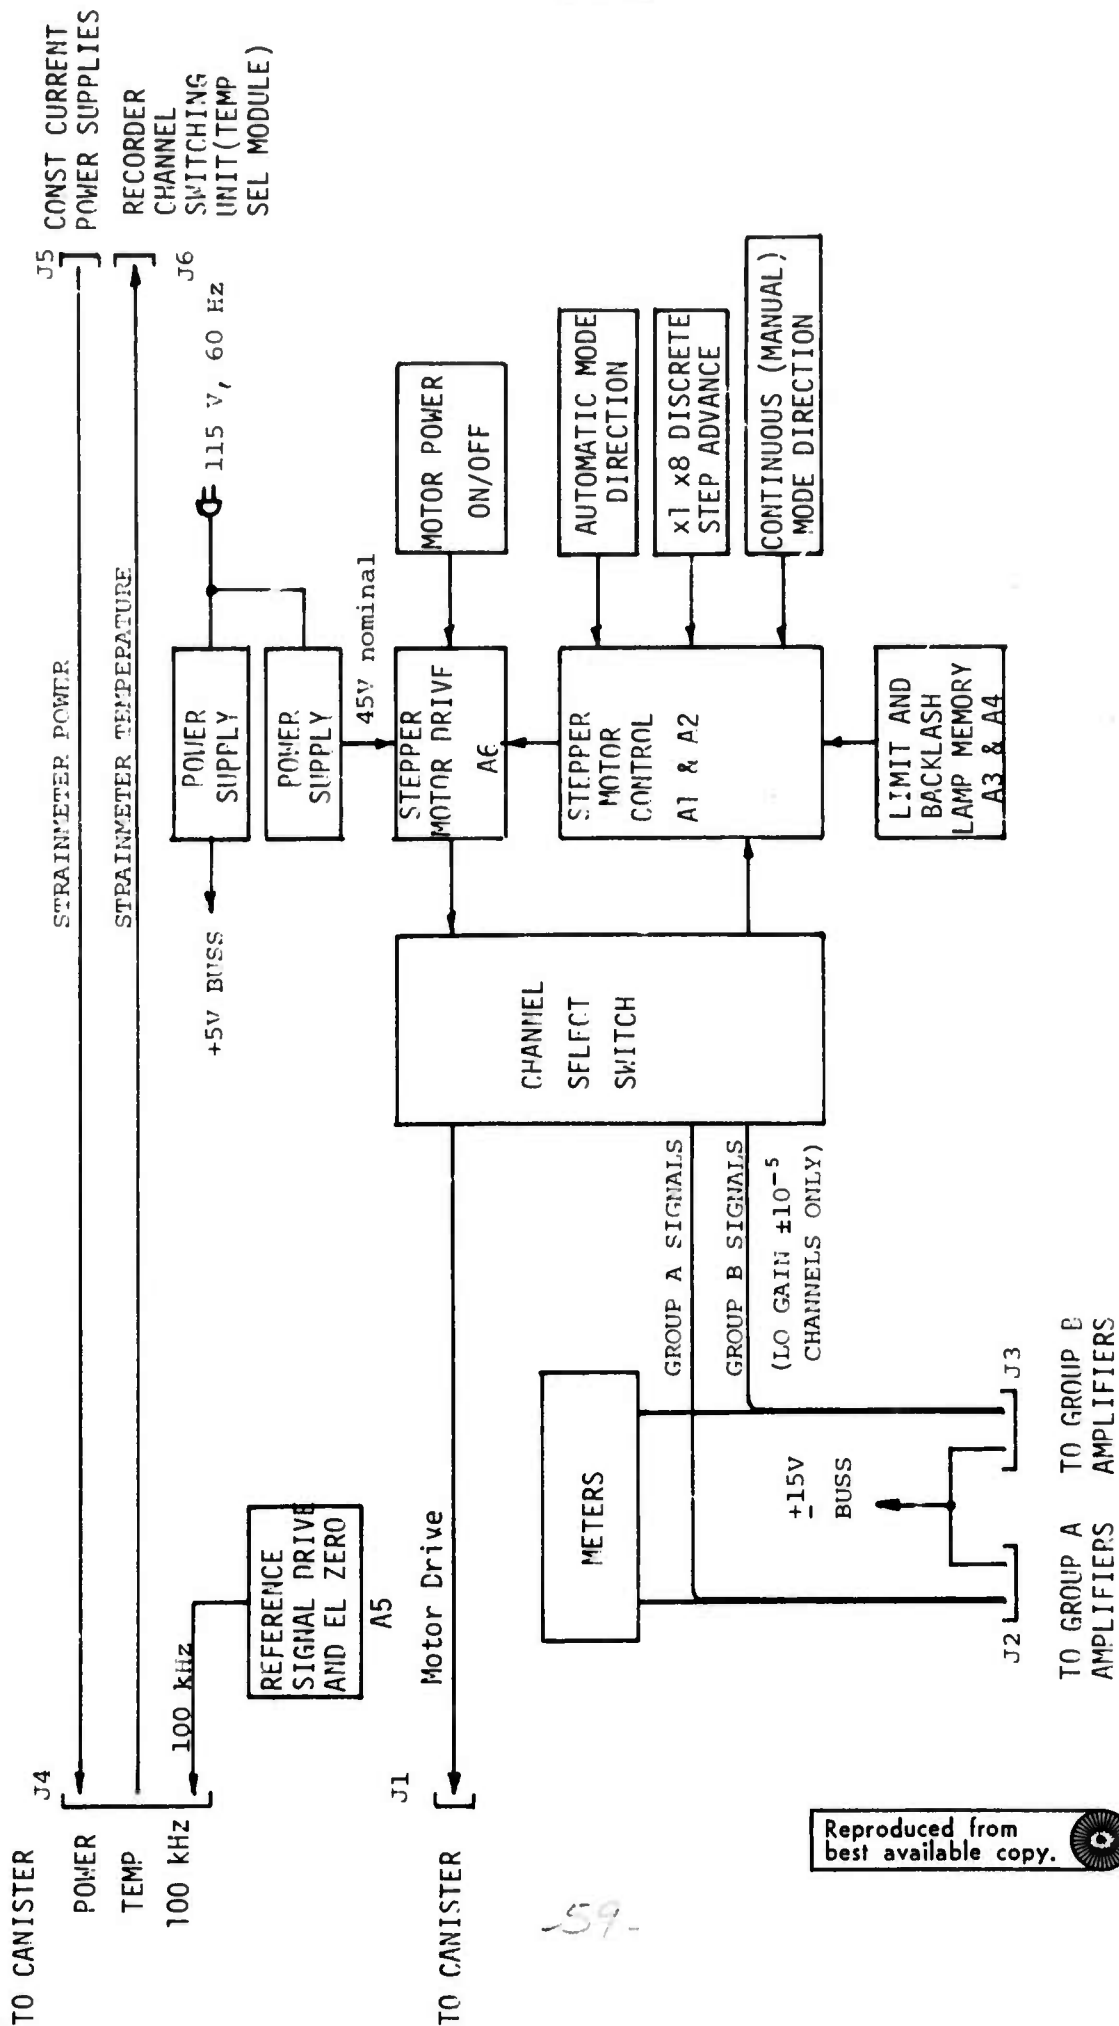 TO CANISTER
J4
POWER
TEMP
100 kHz
STRAINMETER POWER
STRAINMETER TEMPERATURE
100 kHz
J5
CONST CURRENT
POWER SUPPLIES
RECORDER
CHANNEL
SWITCHING
UNIT(TEMP
SEL MODULE)
J6
REFERENCE
SIGNAL DRIVE
AND EL ZERO
A5
+5V BUSS
POWER
SUPPLY
115 V, 60 Hz
POWER
SUPPLY
45V nominal
TO CANISTER
J1
Motor Drive
CHANNEL
SELECT
SWITCH
STEPPER
MOTOR DRIVE
A6
MOTOR POWER
ON/OFF
STEPPER
MOTOR
CONTROL
A1 & A2
AUTOMATIC MODE
DIRECTION
x1 x8 DISCRETE
STEP ADVANCE
CONTINUOUS (MANUAL)
MODE DIRECTION
LIMIT AND
BACKLASH
LAMP MEMORY
A3 & A4
METERS
GROUP A SIGNALS
GROUP B SIGNALS
(LO GAIN ±10⁻⁵
CHANNELS ONLY)
±15V
BUSS
J2
J3
TO GROUP A
AMPLIFIERS
TO GROUP B
AMPLIFIERS
-59-
Reproduced from
best available copy.